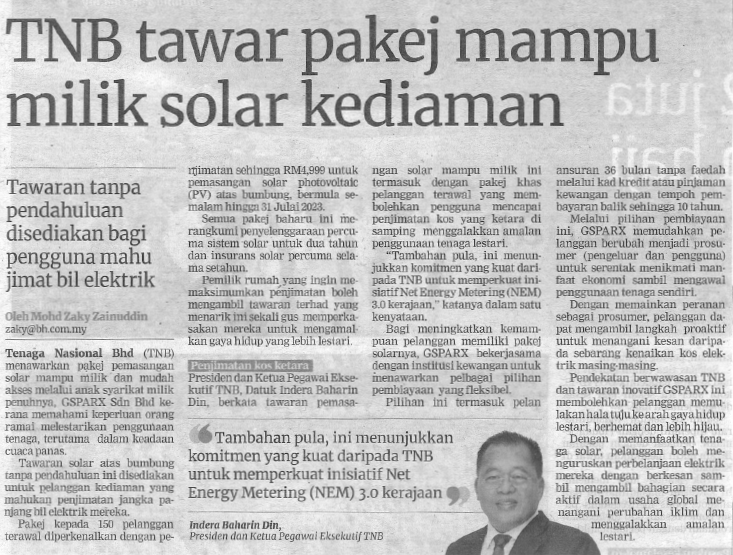 TNB tawar pakej mampu
milik solar kediaman
Tawaran tanpa
pendahuluan
disediakan bagi
pengguna mahu
jimat bil elektrik
Oleh Mohd Zaky Zainuddin
zaky@bh.com.my
Tenaga Nasional Bhd (TNB)
menawarkan pakej pemasangan
solar mampu milik dan mudah
akses melalui anak syarikat milik
penuhnya, GSPARX Sdn Bhd ke-
rana memahami keperluan orang
ramai melestarikan penggunaan
tenaga, terutama dalam keadaan
cuaca panas.
Tawaran solar atas bumbung
tanpa pendahuluan ini disediakan
untuk pelanggan kediaman yang
mahukan penjimatan jangka pan-
jang bil elektrik mereka.
Pakej kepada 150 pelanggan
terawal diperkenalkan dengan pe-
njimatan sehingga RM4,999 untuk
pemasangan solar photovoltaic
(PV) atas bumbung, bermula se-
malam hingga 31 Julai 2023.
Semua pakej baharu ini me-
rangkumi penyelenggaraan percu-
ma sistem solar untuk dua tahun
dan insurans solar percuma sela-
ma setahun.
Pemilik rumah yang ingin me-
maksimumkan penjimatan boleh
mengambil tawaran terhad yang
menarik ini sekali gus memper-
kasakan mereka untuk mengamal-
kan gaya hidup yang lebih lestari.
Penjimatan kos ketara
Presiden dan Ketua Pegawai Ekse-
kutif TNB, Datuk Indera Baharin
Din, berkata tawaran pemasa-
ngan solar mampu milik ini
termasuk dengan pakej khas
pelanggan terawal yang mem-
bolehkan pengguna mencapai
penjimatan kos yang ketara di
samping menggalakkan amalan
penggunaan tenaga lestari.
"Tambahan pula, ini menun-
jukkan komitmen yang kuat dari-
pada TNB untuk memperkuat ini-
siatif Net Energy Metering (NEM)
3.0 kerajaan," katanya dalam satu
kenyataan.
Bagi meningkatkan kemam-
puan pelanggan memiliki pakej
solarnya, GSPARX bekerjasama
dengan institusi kewangan untuk
menawarkan pelbagai pilihan
pembiayaan yang fleksibel.
Pilihan ini termasuk pelan
ansuran 36 bulan tanpa faedah
melalui kad kredit atau pinjaman
kewangan dengan tempoh pem-
bayaran balik sehingga 10 tahun.
Melalui pilihan pembiayaan
ini, GSPARX memudahkan pe-
langgan berubah menjadi prosu-
mer (pengeluar dan pengguna)
untuk serentak menikmati man-
faat ekonomi sambil mengawal
penggunaan tenaga sendiri.
Dengan memainkan peranan
sebagai prosumer, pelanggan da-
pat mengambil langkah proaktif
untuk menangani kesan daripa-
da sebarang kenaikan kos elek-
trik masing-masing.
Pendekatan berwawasan TNB
dan tawaran inovatif GSPARX ini
membolehkan pelanggan memu-
lakan hala tuju ke arah gaya hidup
lestari, berhemat dan lebih hijau.
Dengan memanfaatkan tena-
ga solar, pelanggan boleh me-
nguruskan perbelanjaan elektrik
mereka dengan berkesan sam-
bil mengambil bahagian secara
aktif dalam usaha global me-
nangani perubahan iklim dan
menggalakkan amalan
lestari.
Tambahan pula, ini menunjukkan
komitmen yang kuat daripada TNB
untuk memperkuat inisiatif Net
Energy Metering (NEM) 3.0 kerajaan
Indera Baharin Din,
Presiden dan Ketua Pegawai Eksekutif TNB